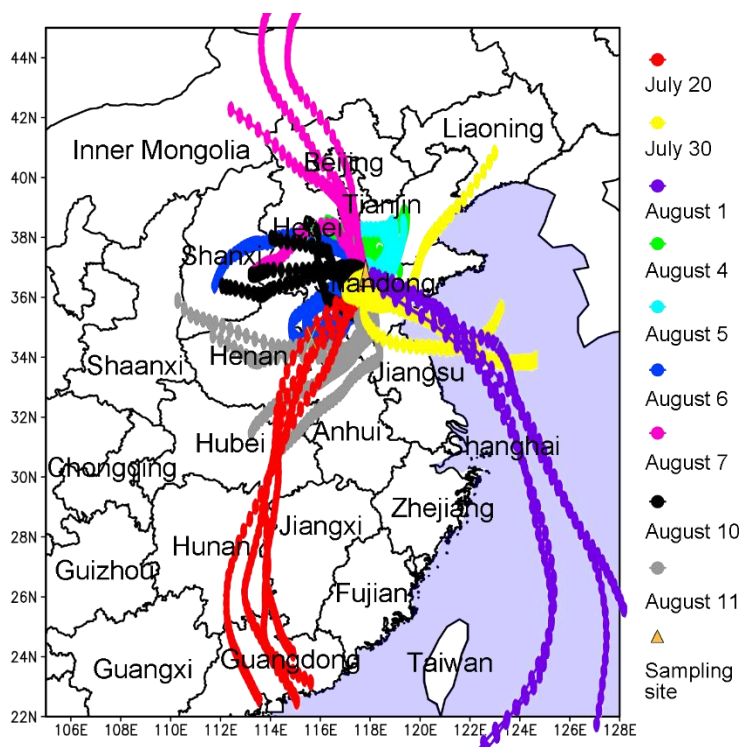 44N
42N
40N
38N
36N
34N
32N
30N
28N
26N
24N
22N
106E 108E 110E 112E 114E 116E 118E 120E 122E 124E 126E 128E
Liaoning
Inner Mongolia
Beijing
Tianjin
Hebei
Shanxi
Shandong
Henan
Shaanxi
Jiangsu
Hubei
Anhui
Shanghai
Chongqing
Zhejiang
Jiangxi
Hunan
Guizhou
Fujian
Guangdong
Guangxi
Taiwan
July 20
July 30
August 1
August 4
August 5
August 6
August 7
August 10
August 11
Sampling
site